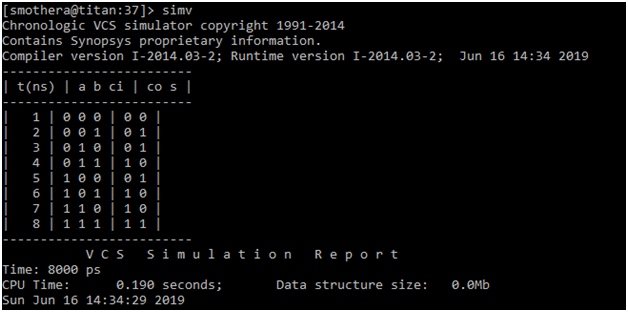 [smothera@titan:37]> simv
Chronologic VCS simulator copyright 1991-2014
Contains Synopsys proprietary information.
Compiler version I-2014.03-2; Runtime version I-2014.03-2;  Jun 16 14:34 2019
------------------------
| t(ns) | a b ci | co s |
------------------------
|   1 | 0 0 0 | 0 0 |
|   2 | 0 0 1 | 0 1 |
|   3 | 0 1 0 | 0 1 |
|   4 | 0 1 1 | 1 0 |
|   5 | 1 0 0 | 0 1 |
|   6 | 1 0 1 | 1 0 |
|   7 | 1 1 0 | 1 0 |
|   8 | 1 1 1 | 1 1 |
------------------------
V C S   S i m u l a t i o n   R e p o r t
Time: 8000 ps
CPU Time:      0.190 seconds;       Data structure size:   0.0Mb
Sun Jun 16 14:34:29 2019